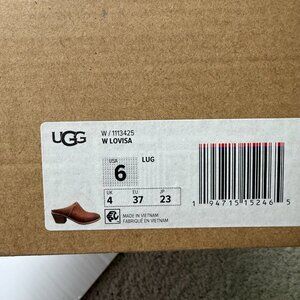 UGG
W / 1113425
W LOVISA
USA
6
LUG
UK EU JP
4 37 23
MADE IN VIETNAM
FABRIQUÉ EN VIETNAM
1 94715 15246 5